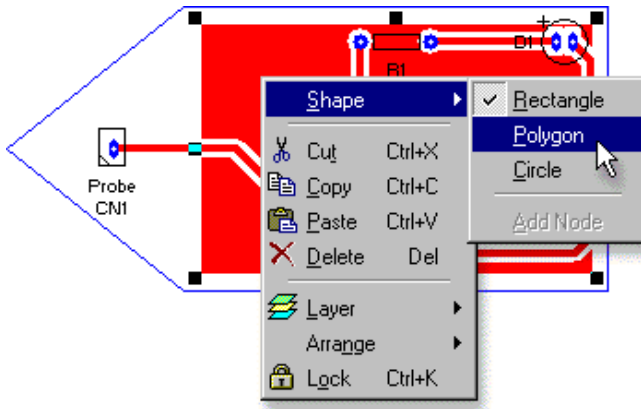 D1
R1
Probe
CN1
Shape
Cut Ctrl+X
Copy Ctrl+C
Paste Ctrl+V
Delete Del
Layer
Arrange
Lock Ctrl+K
Rectangle
Polygon
Circle
Add Node